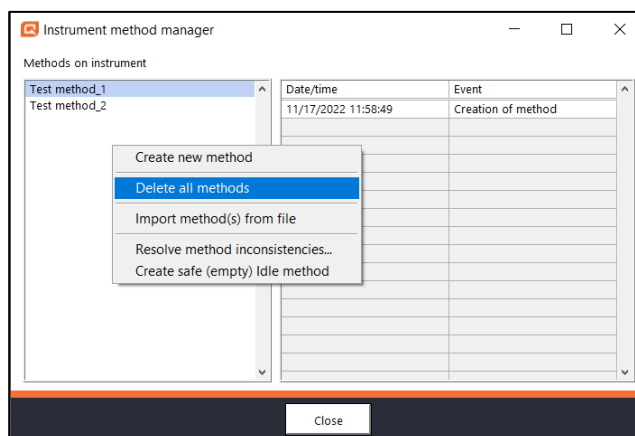 Instrument method manager
Methods on instrument
Test method_1
Test method_2
Date/time Event
11/17/2022 11:58:49 Creation of method
Create new method
Delete all methods
Import method(s) from file
Resolve method inconsistencies...
Create safe (empty) Idle method
Close